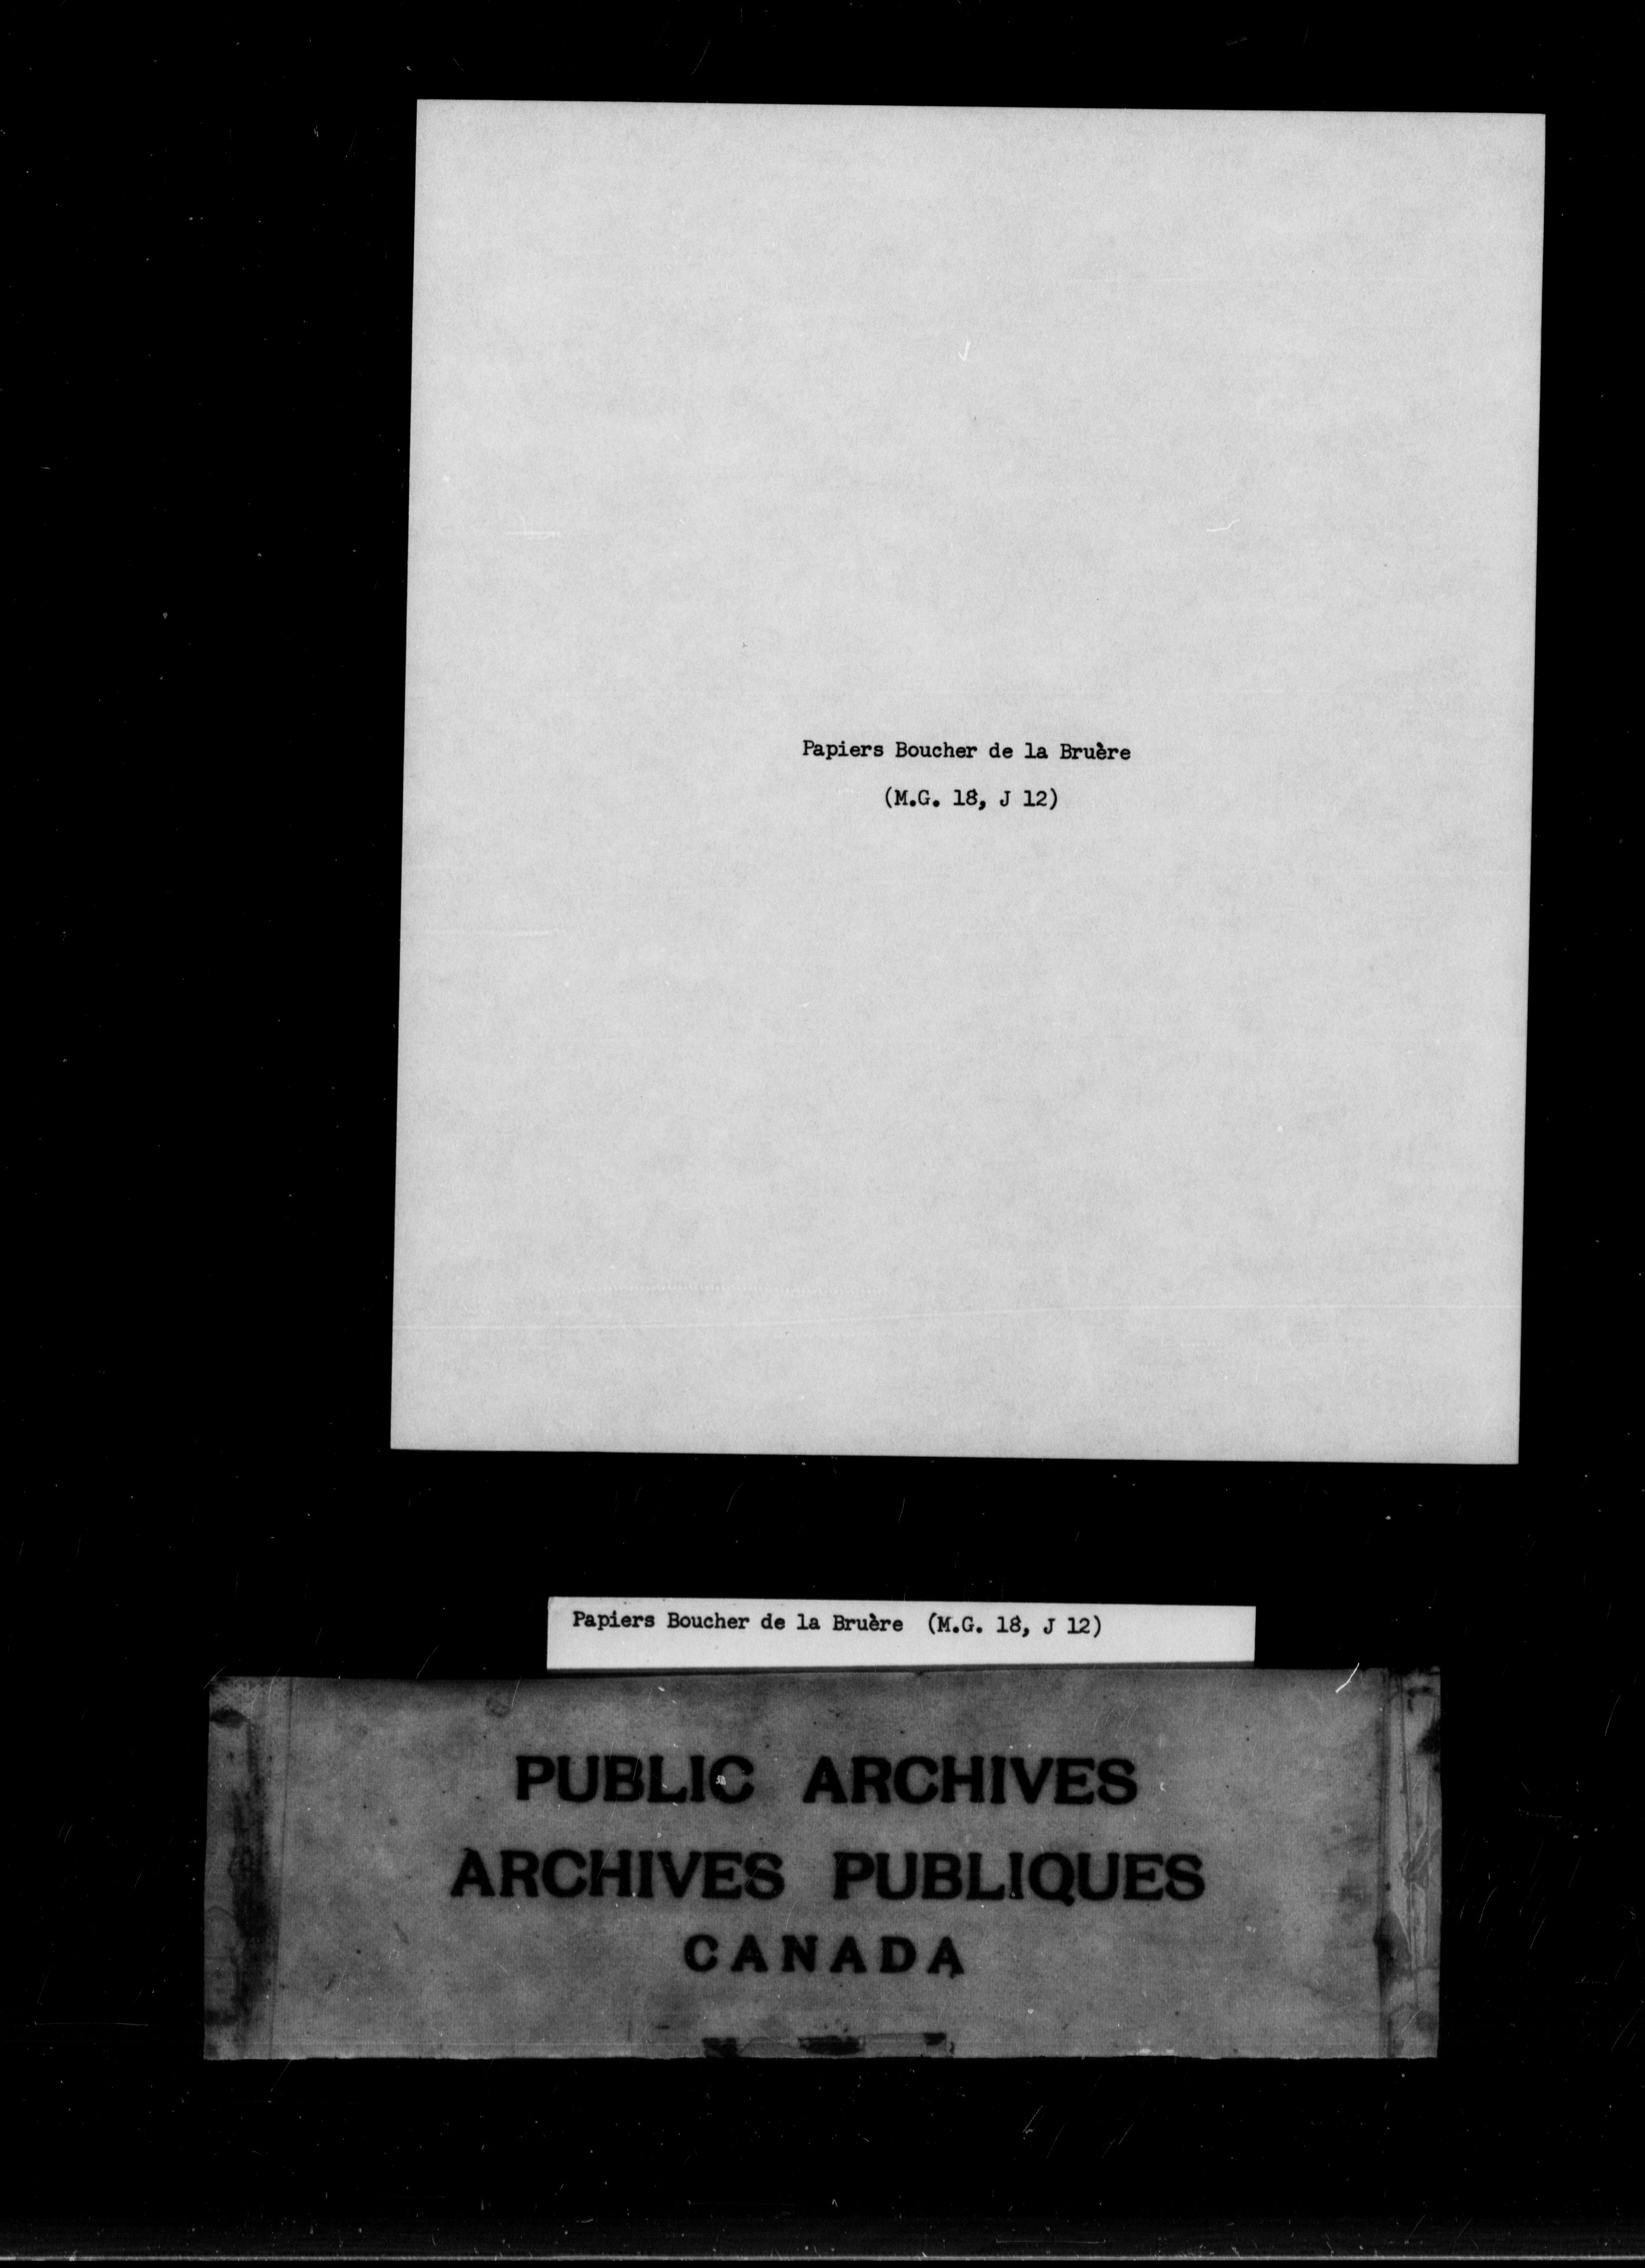 Papiers Boucher de la Bruère
(M.G. 18, J 12)
Papiers Boucher de la Bruère (M.G. 18, J 12)
PUBLIC ARCHIVES
ARCHIVES PUBLIQUES
CANADA